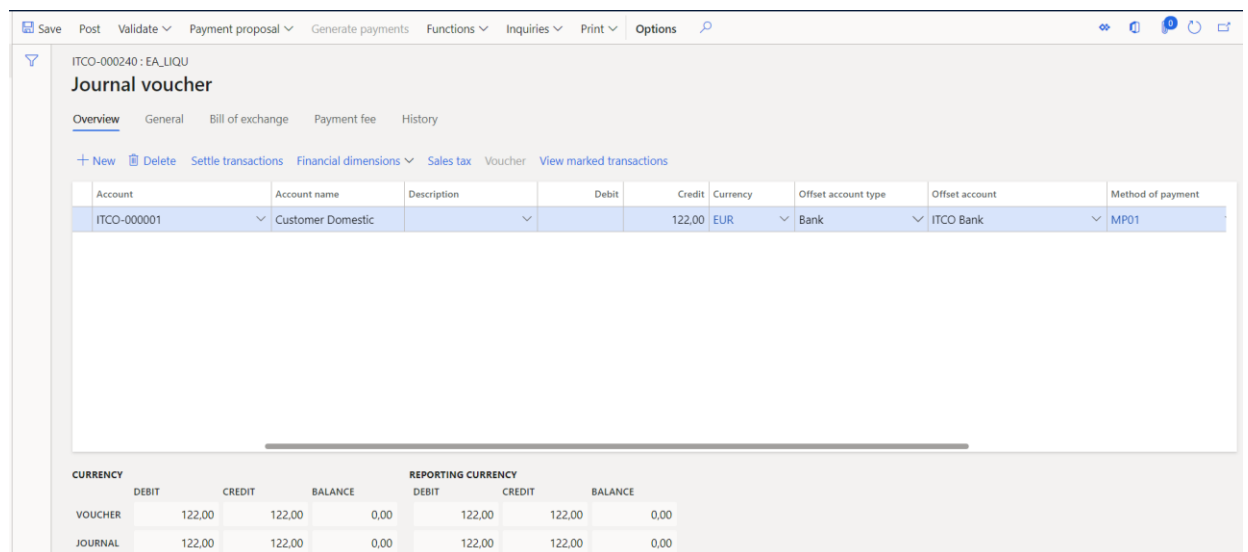 Save Post Validate Payment proposal Generate payments Functions Inquiries Print Options 0
ITCO-000240 : EA_LIQU
Journal voucher
Overview General Bill of exchange Payment fee History
New Delete Settle transactions Financial dimensions Sales tax Voucher View marked transactions
Account Account name Description Debit Credit Currency Offset account type Offset account Method of payment
ITCO-000001 Customer Domestic 122,00 EUR Bank ITCO Bank MP01
CURRENCY REPORTING CURRENCY
DEBIT CREDIT BALANCE DEBIT CREDIT BALANCE
VOUCHER 122,00 122,00 0,00 122,00 122,00 0,00
JOURNAL 122,00 122,00 0,00 122,00 122,00 0,00